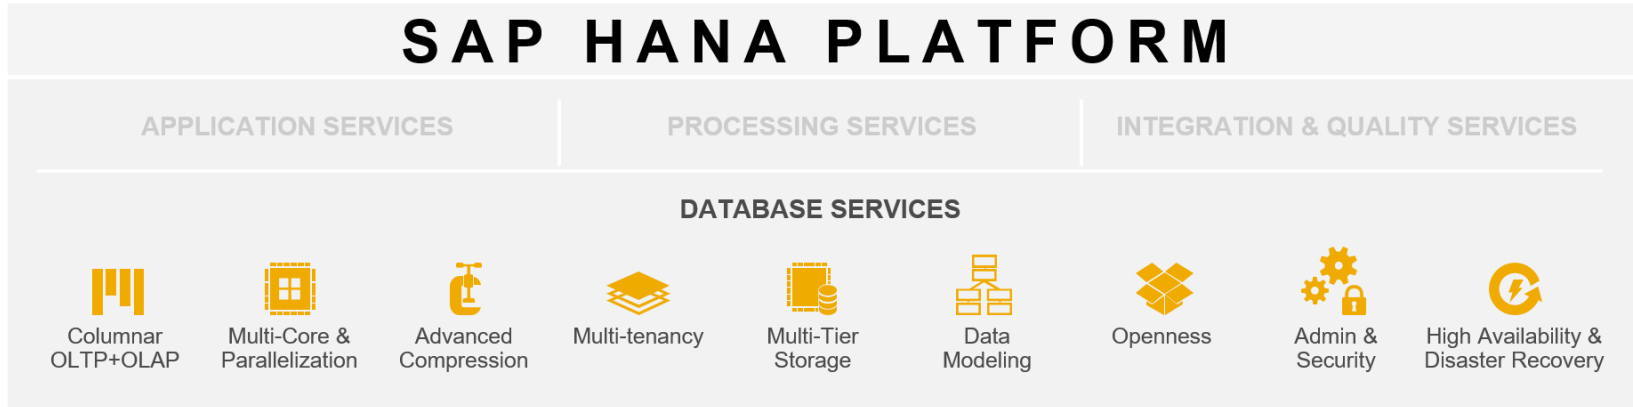 SAP HANA PLATFORM
APPLICATION SERVICES
PROCESSING SERVICES
INTEGRATION & QUALITY SERVICES
DATABASE SERVICES
Columnar
OLTP+OLAP
Multi-Core &
Parallelization
Advanced
Compression
Multi-tenancy
Multi-Tier
Storage
Data
Modeling
Openness
Admin &
Security
High Availability &
Disaster Recovery